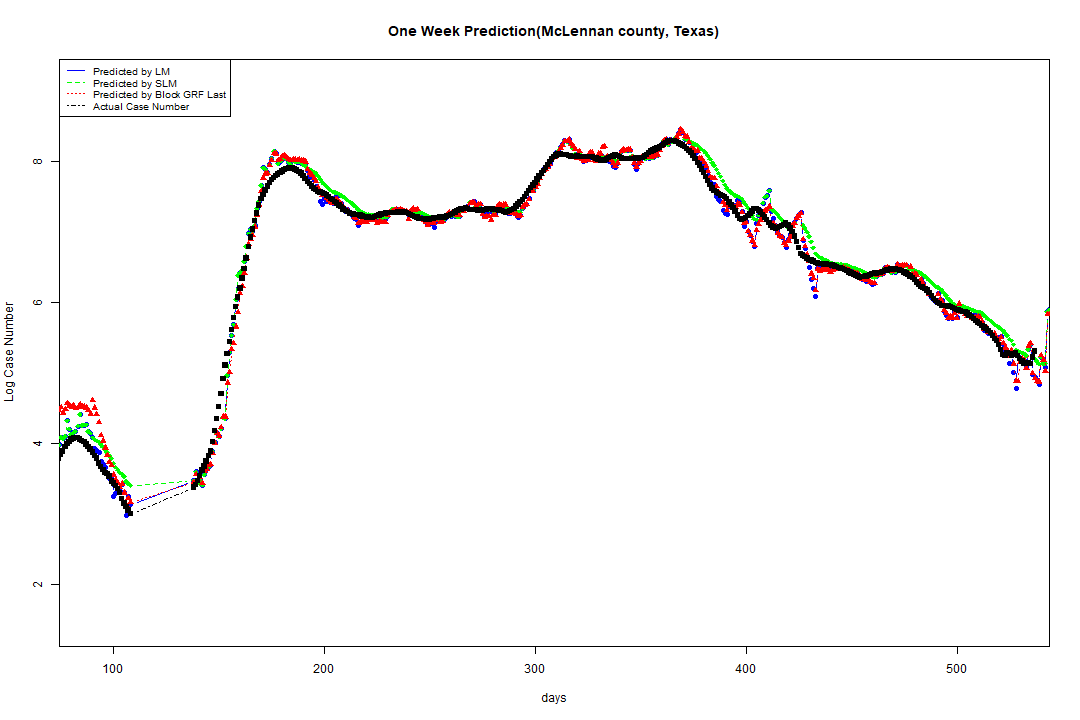 One Week Prediction(McLennan county, Texas)
Predicted by LM
Predicted by SLM
Predicted by Block GRF Last
Actual Case Number
8
6
4
2
Log Case Number
100
200
300
400
500
days